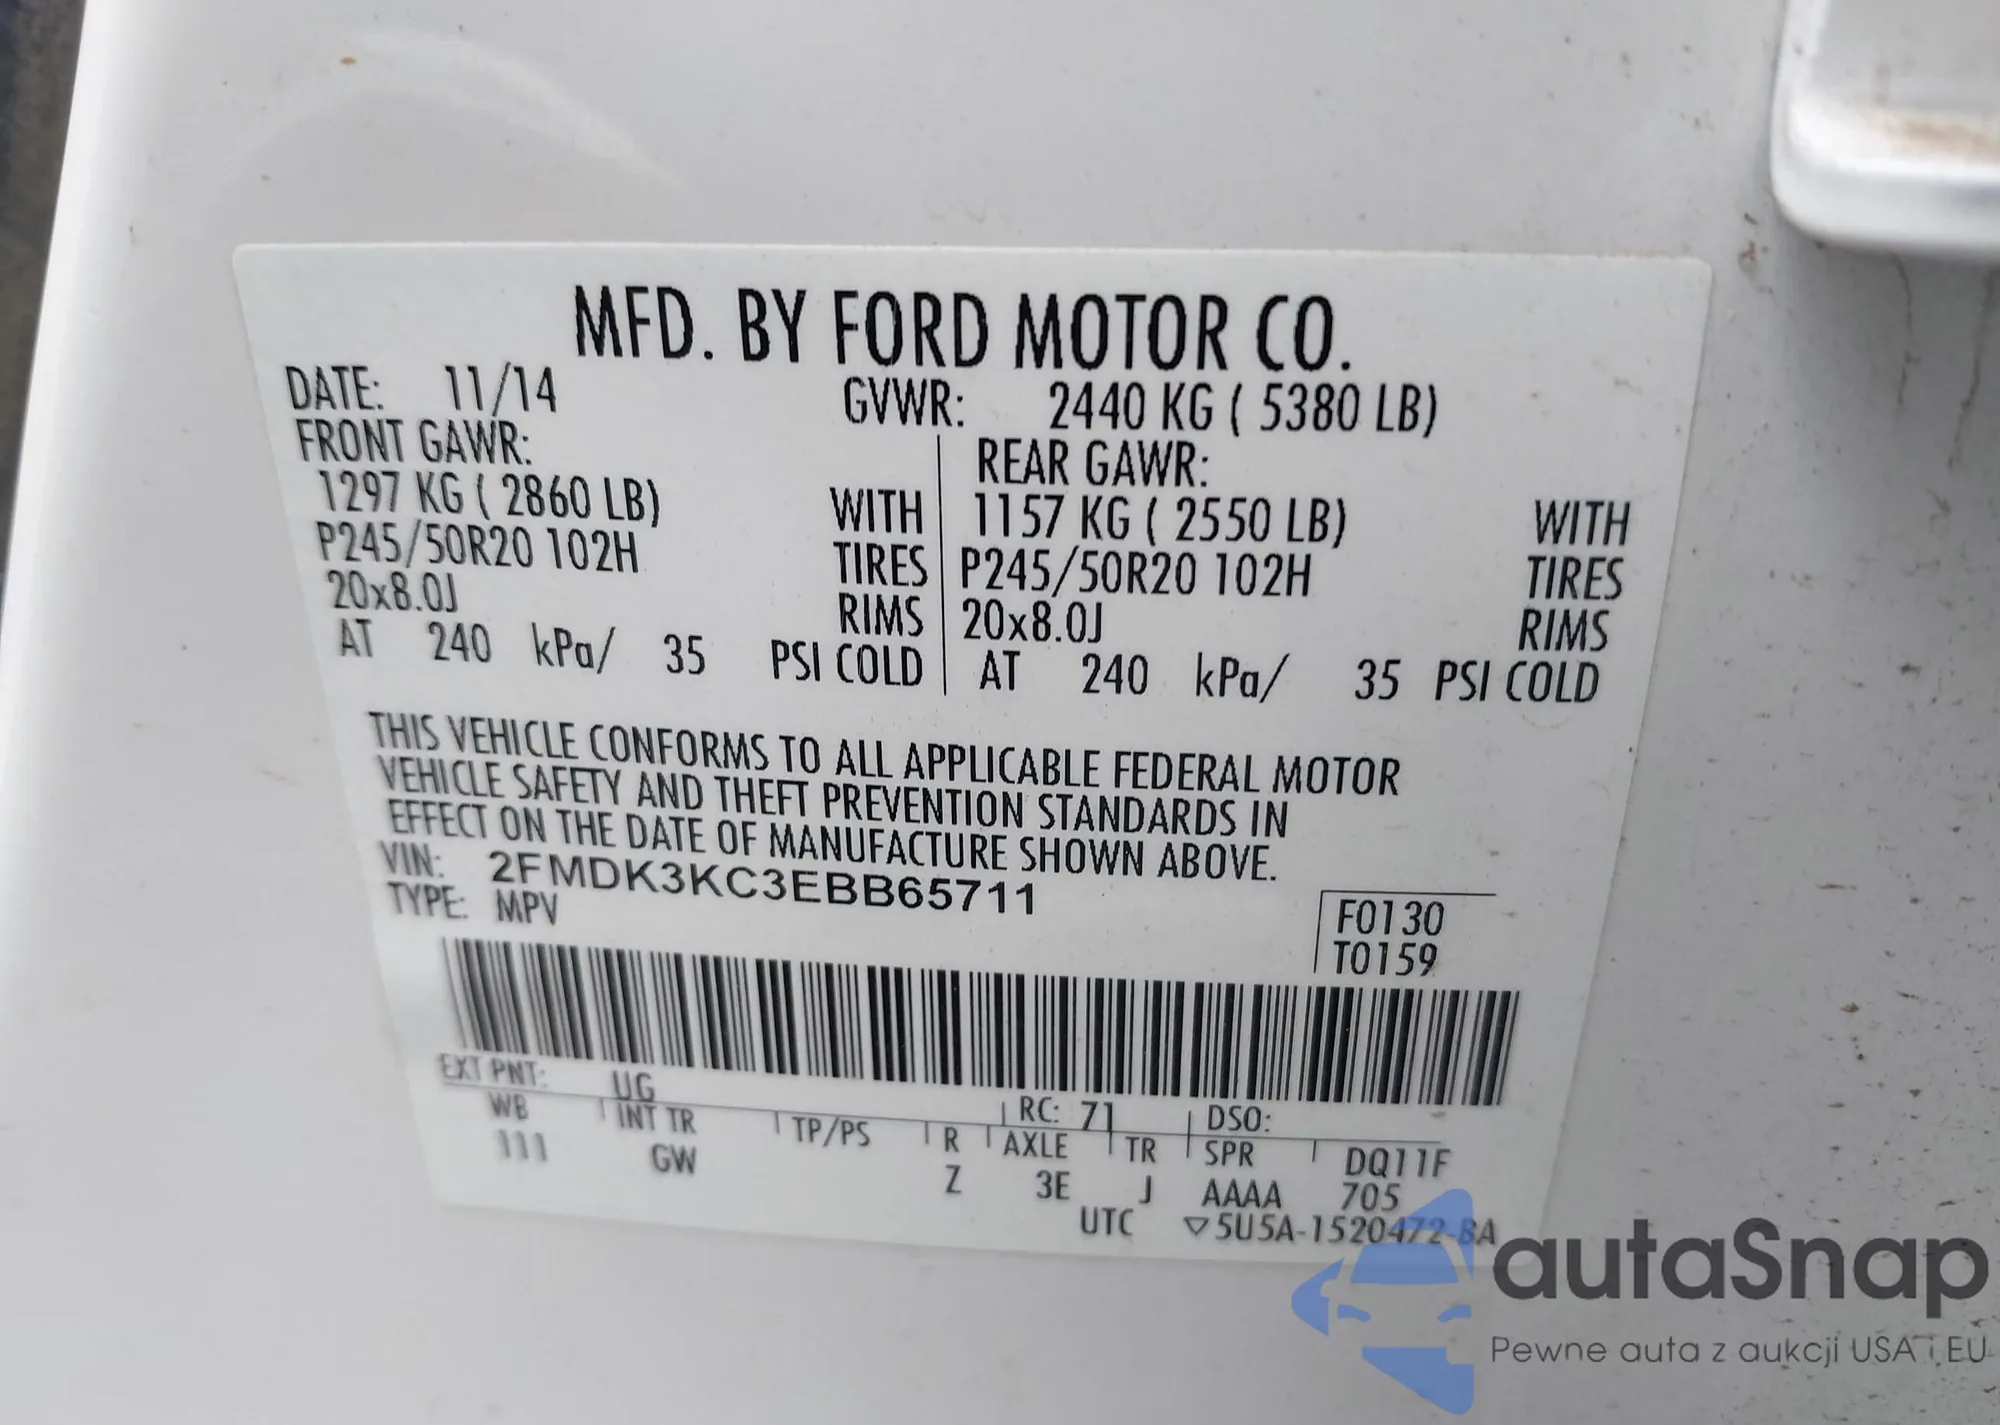 MFD. BY FORD MOTOR CO.
DATE: 11/14 GVWR: 2440 KG ( 5380 LB)
FRONT GAWR: REAR GAWR:
1297 KG ( 2860 LB) WITH 1157 KG ( 2550 LB) WITH
P245/50R20 102H TIRES P245/50R20 102H TIRES
20x8.0J RIMS 20x8.0J RIMS
AT 240 kPa/ 35 PSI COLD AT 240 kPa/ 35 PSI COLD
THIS VEHICLE CONFORMS TO ALL APPLICABLE FEDERAL MOTOR
VEHICLE SAFETY AND THEFT PREVENTION STANDARDS IN
EFFECT ON THE DATE OF MANUFACTURE SHOWN ABOVE.
VIN: 2FMDK3KC3EBB65711
TYPE: MPV
F0130
T0159
EXT PNT: UG RC: 71 DSO:
WB INT TR TP/PS R AXLE TR SPR DQ11F
111 GW Z 3E J AAAA 705
UTC ▽5U5A-1520472-BA
autaSnap
Pewne auta z aukcji USA i EU